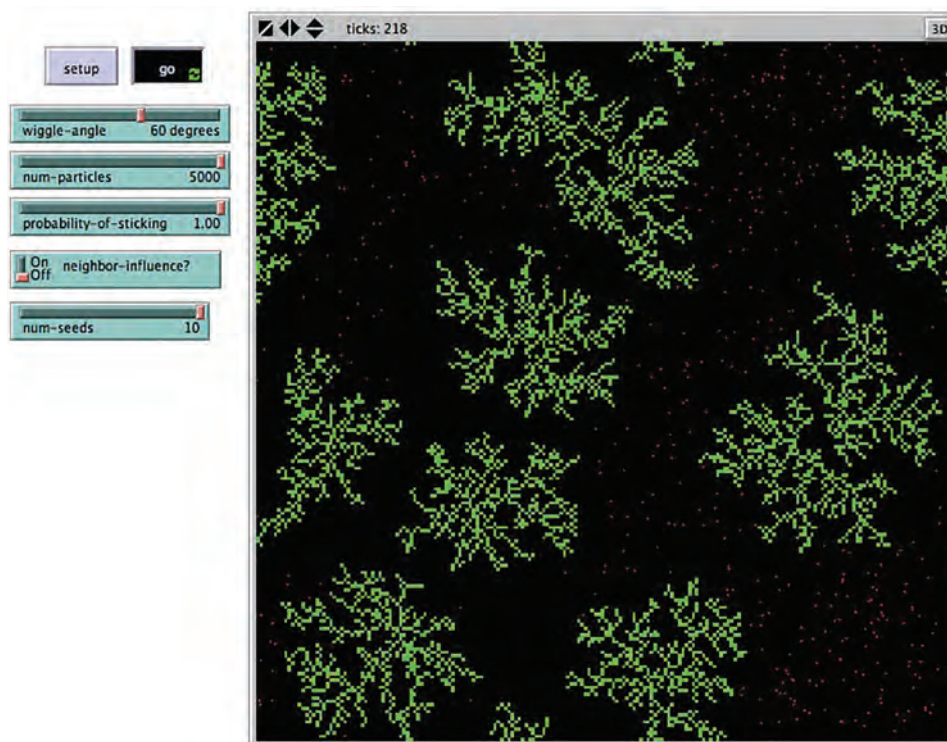 ticks: 218
3D
setup
go
wiggle-angle 60 degrees
num-particles 5000
probability-of-sticking 1.00
On
Off
neighbor-influence?
num-seeds 10